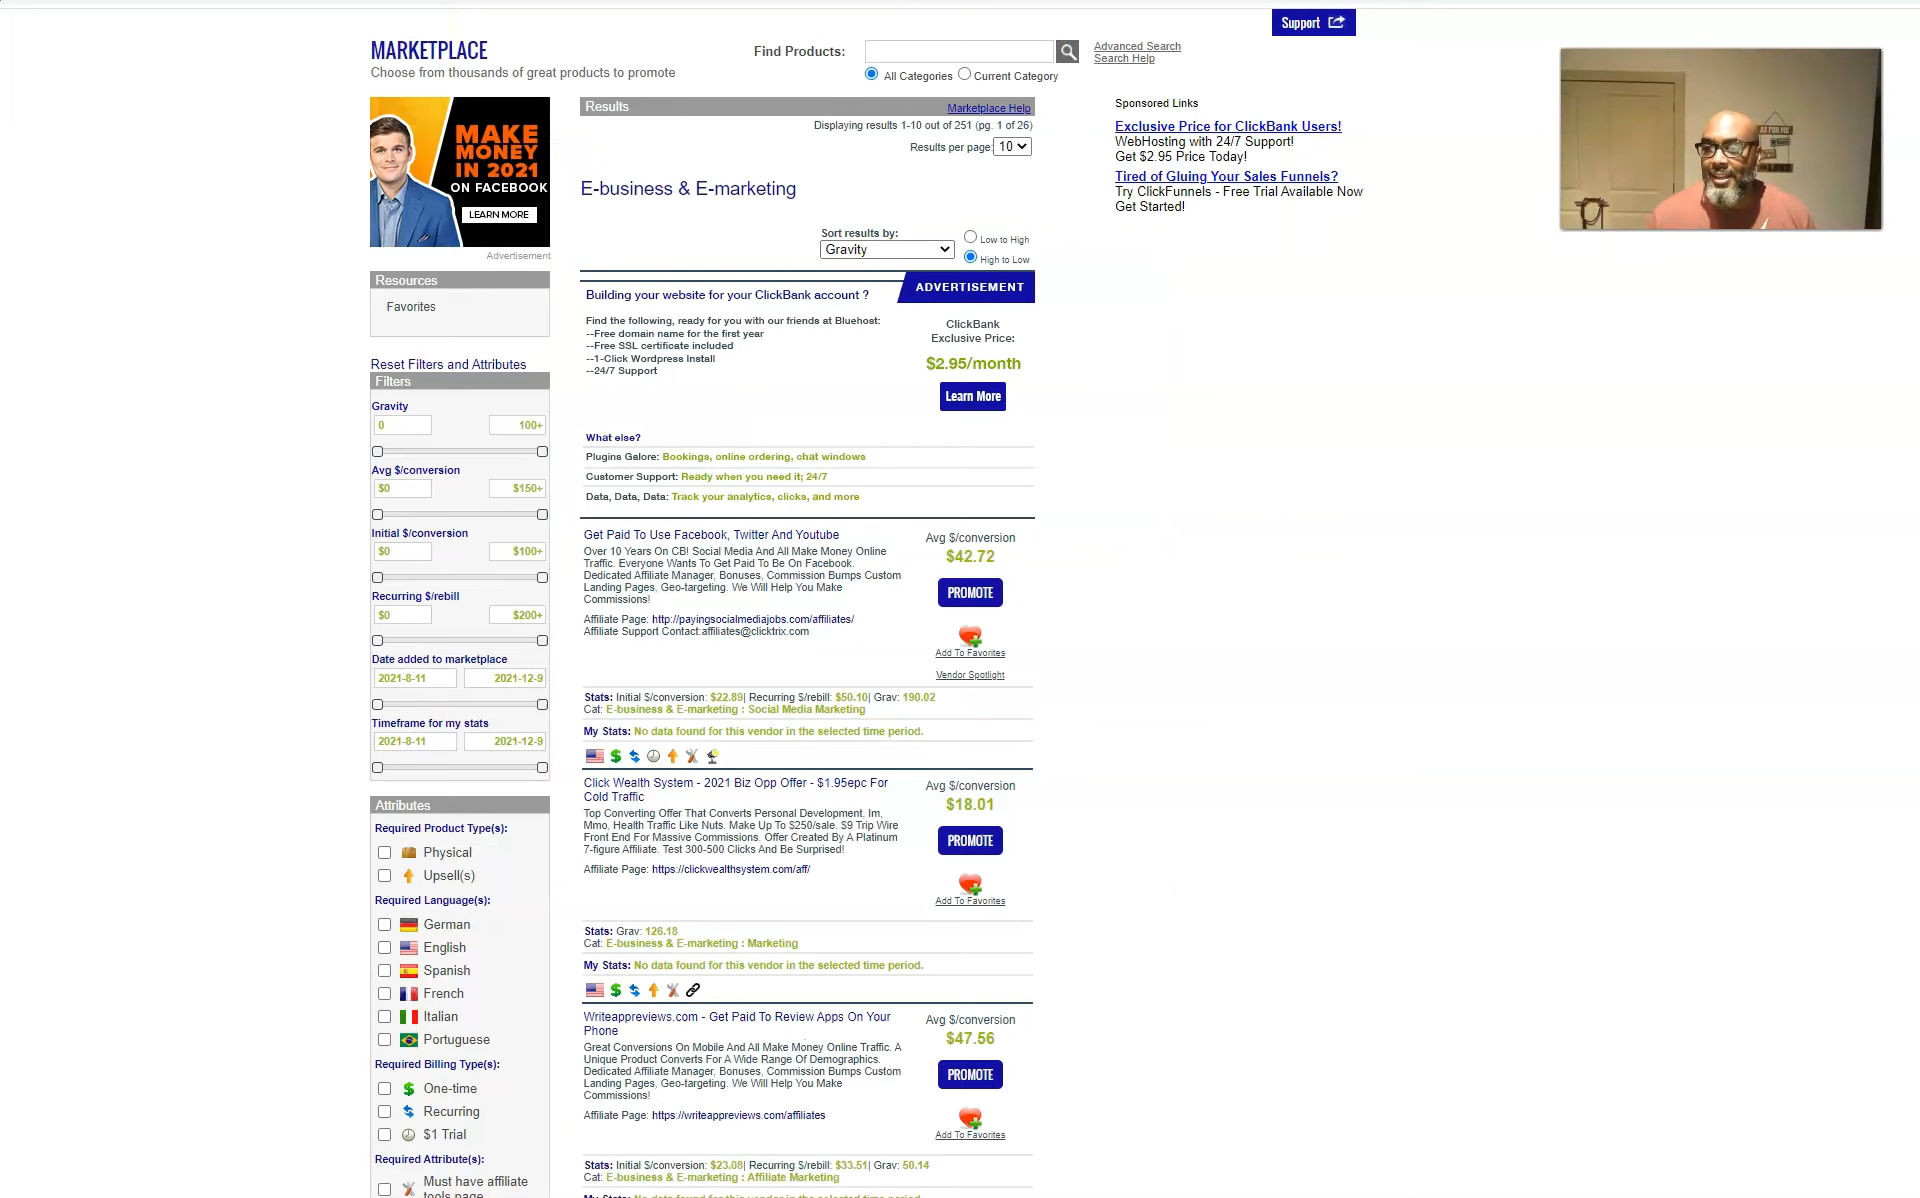 Support
MARKETPLACE
Choose from thousands of great products to promote
Find Products:
Advanced Search
Search Help
All Categories
Current Category
MAKE
MONEY
IN 2021
ON FACEBOOK
LEARN MORE
Advertisement
Resources
Favorites
Reset Filters and Attributes
Filters
Gravity
0 100+
Avg $/conversion
$0 $150+
Initial $/conversion
$0 $100+
Recurring $/rebill
$0 $200+
Date added to marketplace
2021-8-11 2021-12-9
Timeframe for my stats
2021-8-11 2021-12-9
Attributes
Required Product Type(s):
Physical
Upsell(s)
Required Language(s):
German
English
Spanish
French
Italian
Portuguese
Required Billing Type(s):
One-time
Recurring
$1 Trial
Required Attribute(s):
Must have affiliate
tools page
Results
Marketplace Help
Displaying results 1-10 out of 251 (pg. 1 of 26)
Results per page: 10
E-business & E-marketing
Sort results by:
Gravity
Low to High
High to Low
ADVERTISEMENT
Building your website for your ClickBank account ?
Find the following, ready for you with our friends at Bluehost:
--Free domain name for the first year
--Free SSL certificate included
--1-Click Wordpress Install
--24/7 Support
ClickBank
Exclusive Price:
$2.95/month
Learn More
What else?
Plugins Galore: Bookings, online ordering, chat windows
Customer Support: Ready when you need it; 24/7
Data, Data, Data: Track your analytics, clicks, and more
Get Paid To Use Facebook, Twitter And Youtube
Over 10 Years On CB! Social Media And All Make Money Online
Traffic. Everyone Wants To Get Paid To Be On Facebook.
Dedicated Affiliate Manager, Bonuses, Commission Bumps Custom
Landing Pages, Geo-targeting. We Will Help You Make
Commissions!
Affiliate Page: http://payingsocialmediajobs.com/affiliates/
Affiliate Support Contact:affiliates@clicktrix.com
Avg $/conversion
$42.72
PROMOTE
Add To Favorites
Vendor Spotlight
Stats: Initial $/conversion: $22.89| Recurring $/rebill: $50.10| Grav: 190.02
Cat: E-business & E-marketing : Social Media Marketing
My Stats: No data found for this vendor in the selected time period.
Click Wealth System - 2021 Biz Opp Offer - $1.95epc For
Cold Traffic
Top Converting Offer That Converts Personal Development, Im,
Mmo, Health Traffic Like Nuts. Make Up To $250/sale. $9 Trip Wire
Front End For Massive Commissions. Offer Created By A Platinum
7-figure Affiliate. Test 300-500 Clicks And Be Surprised!
Affiliate Page: https://clickwealthsystem.com/aff/
Avg $/conversion
$18.01
PROMOTE
Add To Favorites
Stats: Grav: 126.18
Cat: E-business & E-marketing : Marketing
My Stats: No data found for this vendor in the selected time period.
Writeappreviews.com - Get Paid To Review Apps On Your
Phone
Great Conversions On Mobile And All Make Money Online Traffic. A
Unique Product Converts For A Wide Range Of Demographics.
Dedicated Affiliate Manager, Bonuses, Commission Bumps Custom
Landing Pages, Geo-targeting. We Will Help You Make
Commissions!
Affiliate Page: https://writeappreviews.com/affiliates
Avg $/conversion
$47.56
PROMOTE
Add To Favorites
Stats: Initial $/conversion: $23.08| Recurring $/rebill: $33.51| Grav: 50.14
Cat: E-business & E-marketing : Affiliate Marketing
My Stats: No data found for this vendor in the selected time period.
Sponsored Links
Exclusive Price for ClickBank Users!
WebHosting with 24/7 Support!
Get $2.95 Price Today!
Tired of Gluing Your Sales Funnels?
Try ClickFunnels - Free Trial Available Now
Get Started!
AS FOR ME